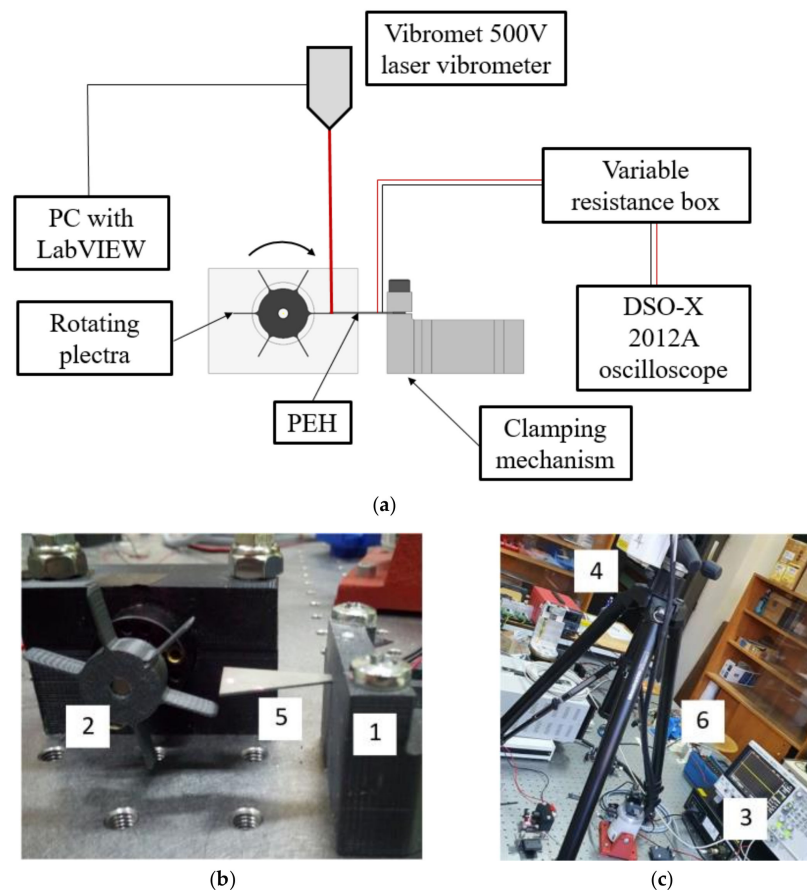 Vibromet 500V
laser vibrometer
PC with
LabVIEW
Variable
resistance box
Rotating
plectra
DSO-X
2012A
oscilloscope
PEH
Clamping
mechanism
(a)
2
5
1
(b)
4
6
3
(c)